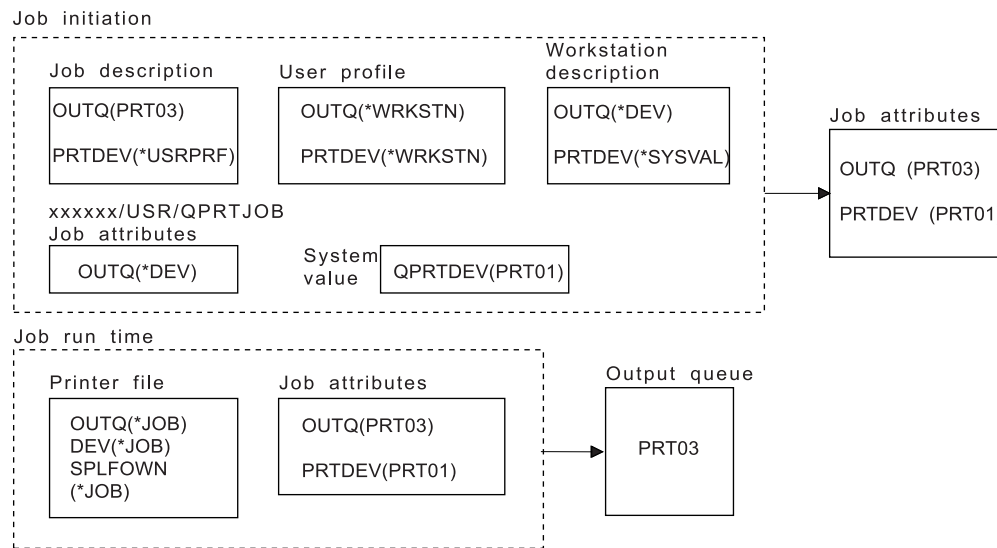 Job initiation
Job description
OUTQ(PRT03)
PRTDEV(*USRPRF)
User profile
OUTQ(*WRKSTN)
PRTDEV(*WRKSTN)
Workstation
description
OUTQ(*DEV)
PRTDEV(*SYSVAL)
Job attributes
OUTQ (PRT03)
PRTDEV (PRT01
xxxxxx/USR/QPRTJOB
Job attributes
OUTQ(*DEV)
System
value
QPRTDEV(PRT01)
Job run time
Printer file
OUTQ(*JOB)
DEV(*JOB)
SPLFOWN
(*JOB)
Job attributes
OUTQ(PRT03)
PRTDEV(PRT01)
Output queue
PRT03